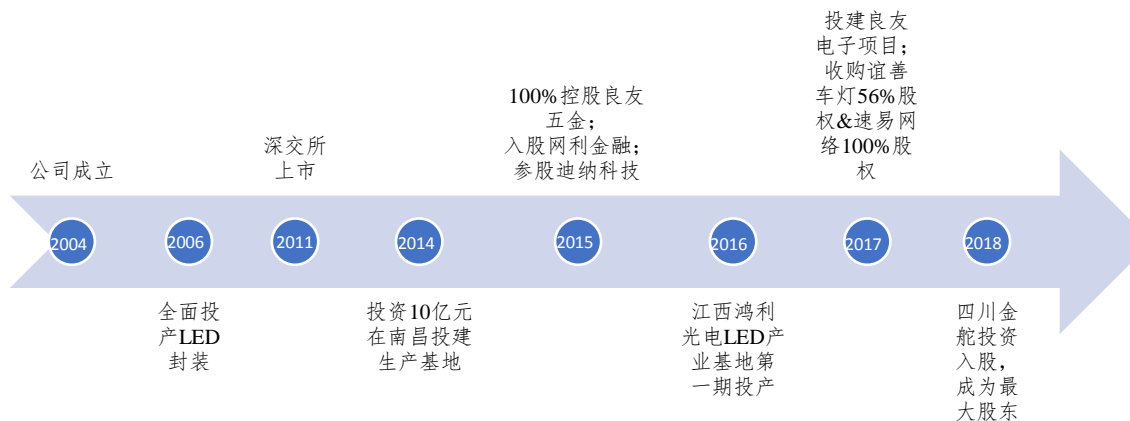 公司成立
2004
2006
全面投
产LED
封装
深交所
上市
2011
2014
投资10亿元
在南昌投建
生产基地
100%控股良友
五金;
入股网利金融;
参股迪纳科技
2015
2016
江西鸿利
光电LED产
业基地第
一期投产
投建良友
电子项目;
收购谊善
车灯56%股
权&速易网
络100%股
权
2017
2018
四川金
舵投资
入股,
成为最
大股东